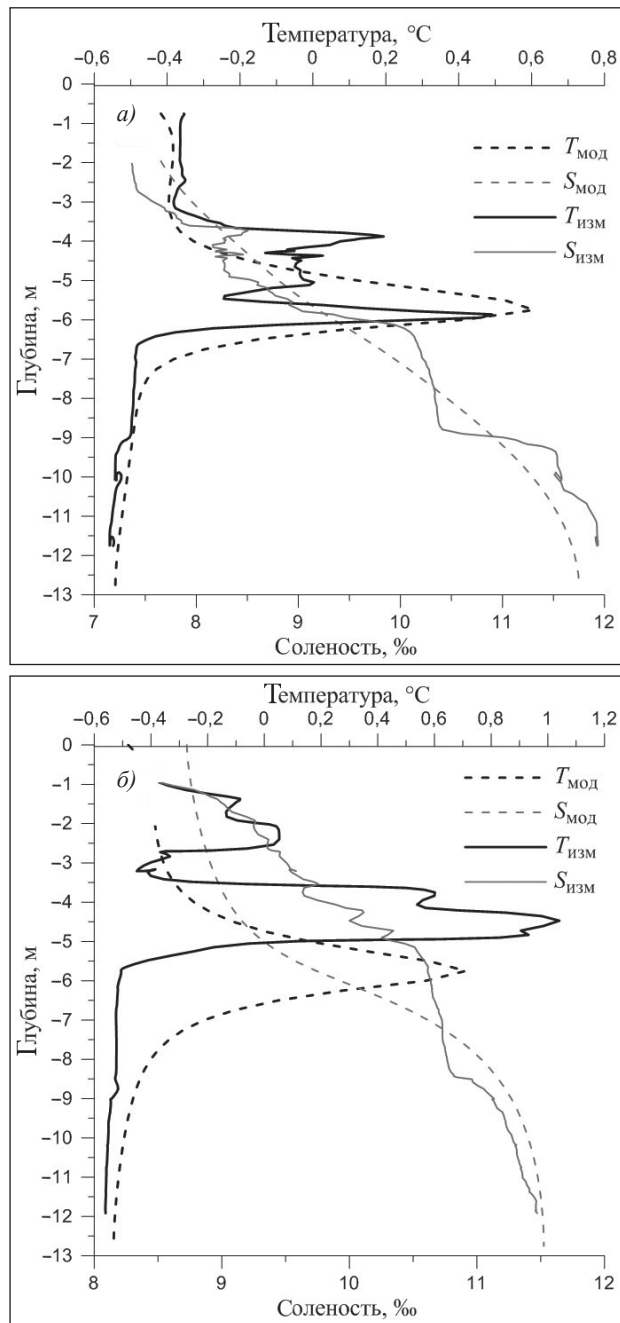 Температура, °C
−0,6 −0,4 −0,2 0 0,2 0,4 0,6 0,8
0
а)
−1
Tмод
−2
Sмод
−3
Tизм
−4
Sизм
−5
−6
−7
−8
−9
−10
−11
−12
−13
Глубина, м
7 8 9 10 11 12
Соленость, ‰
Температура, °C
−0,6 −0,4 −0,2 0 0,2 0,4 0,6 0,8 1 1,2
0
б)
−1
Tмод
−2
Sмод
−3
Tизм
−4
Sизм
−5
−6
−7
−8
−9
−10
−11
−12
−13
Глубина, м
8 9 10 11 12
Соленость, ‰